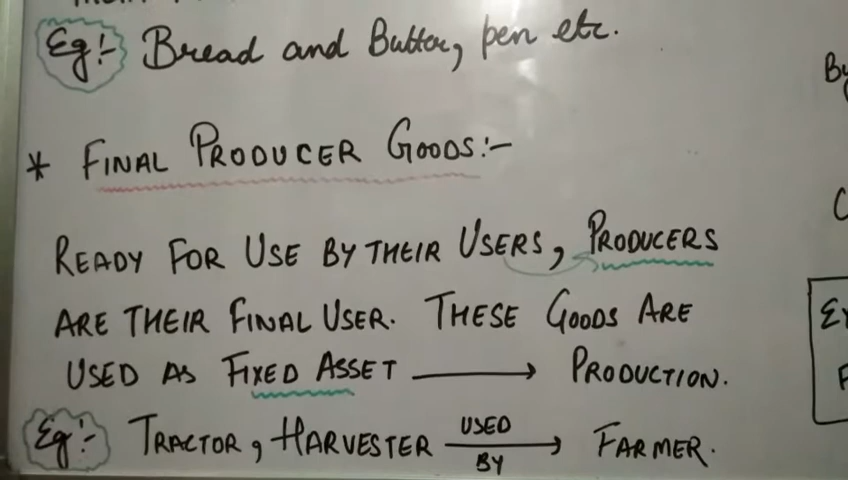 Eg:- Bread and Butter, pen etc.
* FINAL PRODUCER GOODS:-
READY FOR USE BY THEIR USERS, PRODUCERS
ARE THEIR FINAL USER. THESE GOODS ARE
USED AS FIXED ASSET → PRODUCTION.
Eg:- TRACTOR, HARVESTER USED BY → FARMER.